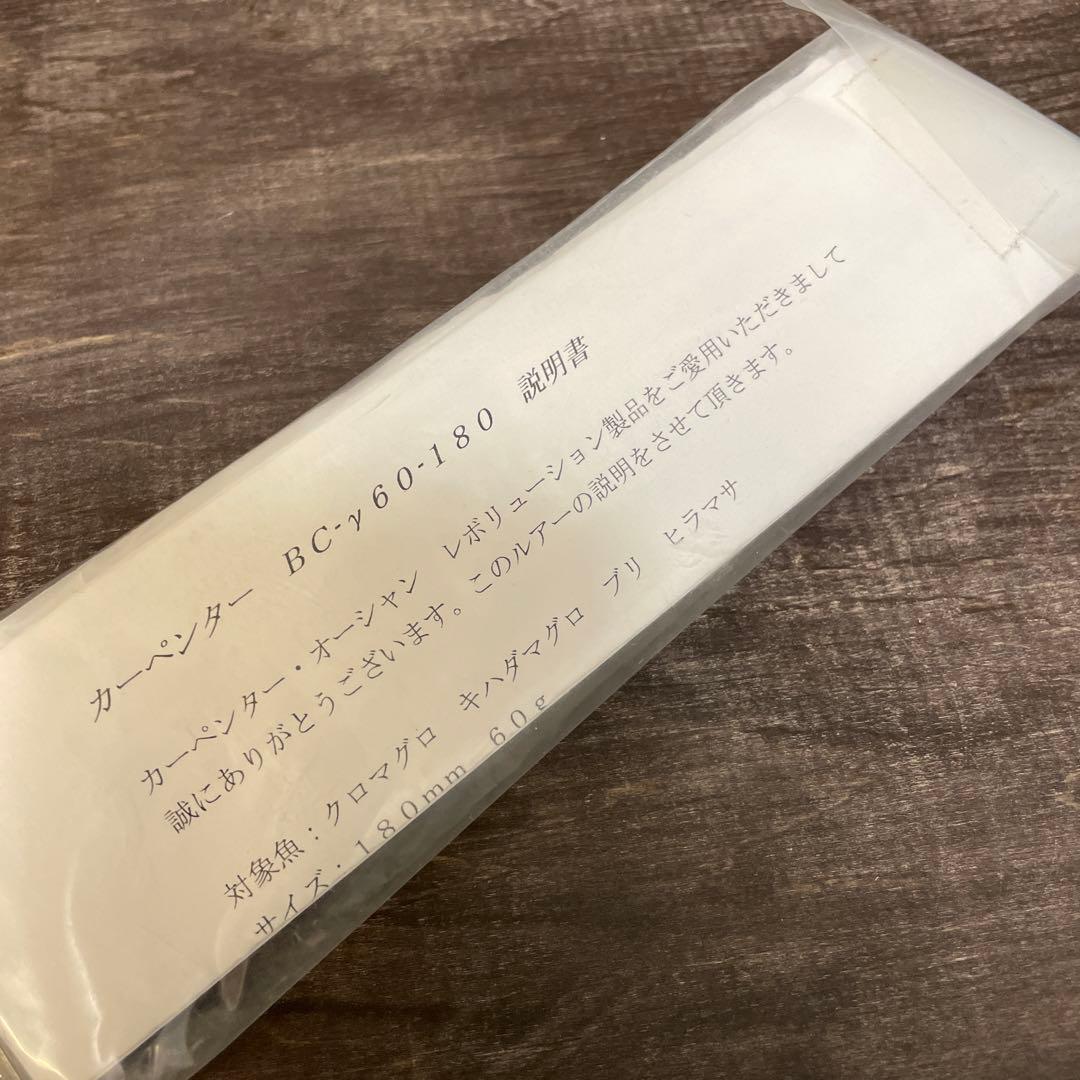 カーペンター　BC-γ60-180　説明書
カーペンター・オーシャン　レボリューション製品をご愛用いただきまして
誠にありがとうございます。このルアーの説明をさせて頂きます。
対象魚：クロマグロ　キハダマグロ　ブリ　ヒラマサ
サイズ：180mm　60g